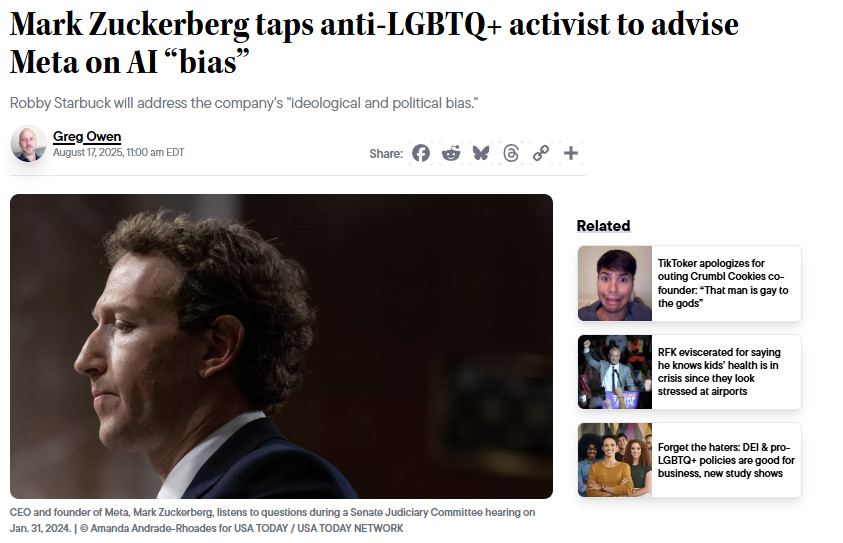 Mark Zuckerberg taps anti-LGBTQ+ activist to advise
Meta on AI “bias”
Robby Starbuck will address the company's "ideological and political bias."
Greg Owen
August 17, 2025, 11:00 am EDT
Share:
CEO and founder of Meta, Mark Zuckerberg, listens to questions during a Senate Judiciary Committee hearing on
Jan. 31, 2024. | © Amanda Andrade-Rhoades for USA TODAY / USA TODAY NETWORK
Related
TikToker apologizes for
outing Crumbl Cookies co-
founder: “That man is gay to
the gods”
RFK eviscerated for saying
he knows kids’ health is in
crisis since they look
stressed at airports
TRUMP
Forget the haters: DEI & pro-
LGBTQ+ policies are good for
business, new study shows